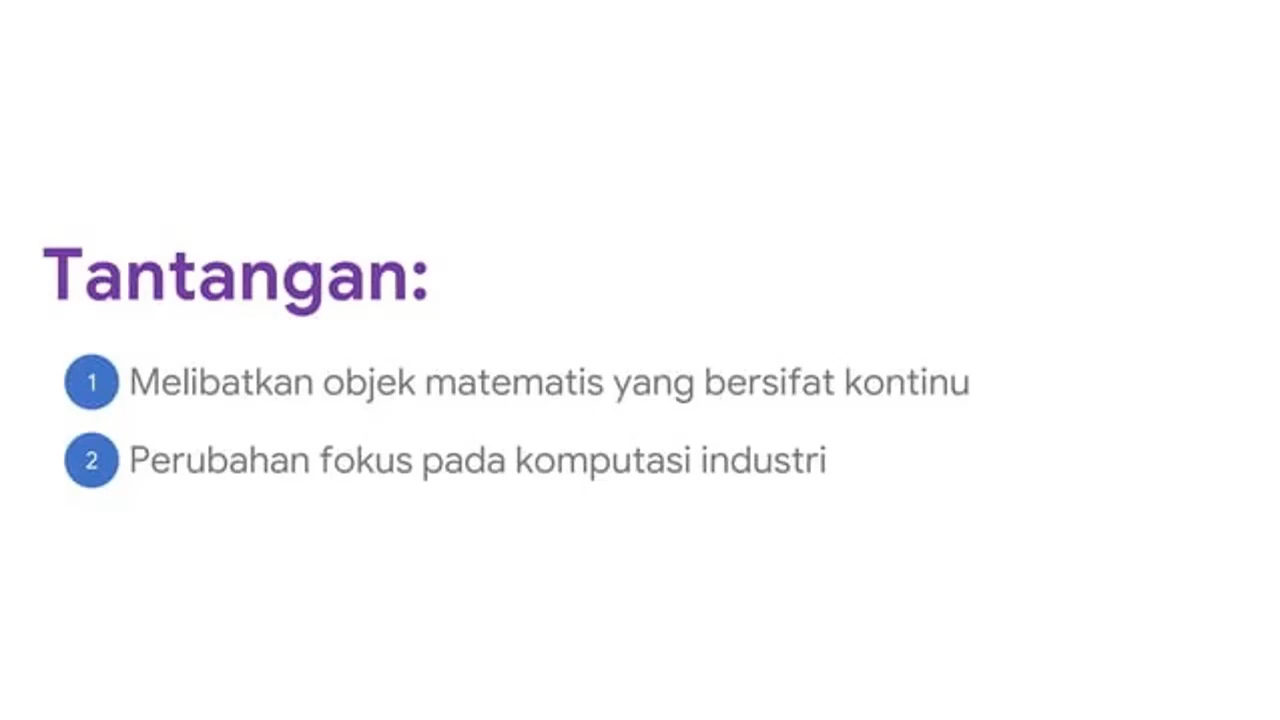 Tantangan:
1 Melibatkan objek matematis yang bersifat kontinu
2 Perubahan fokus pada komputasi industri